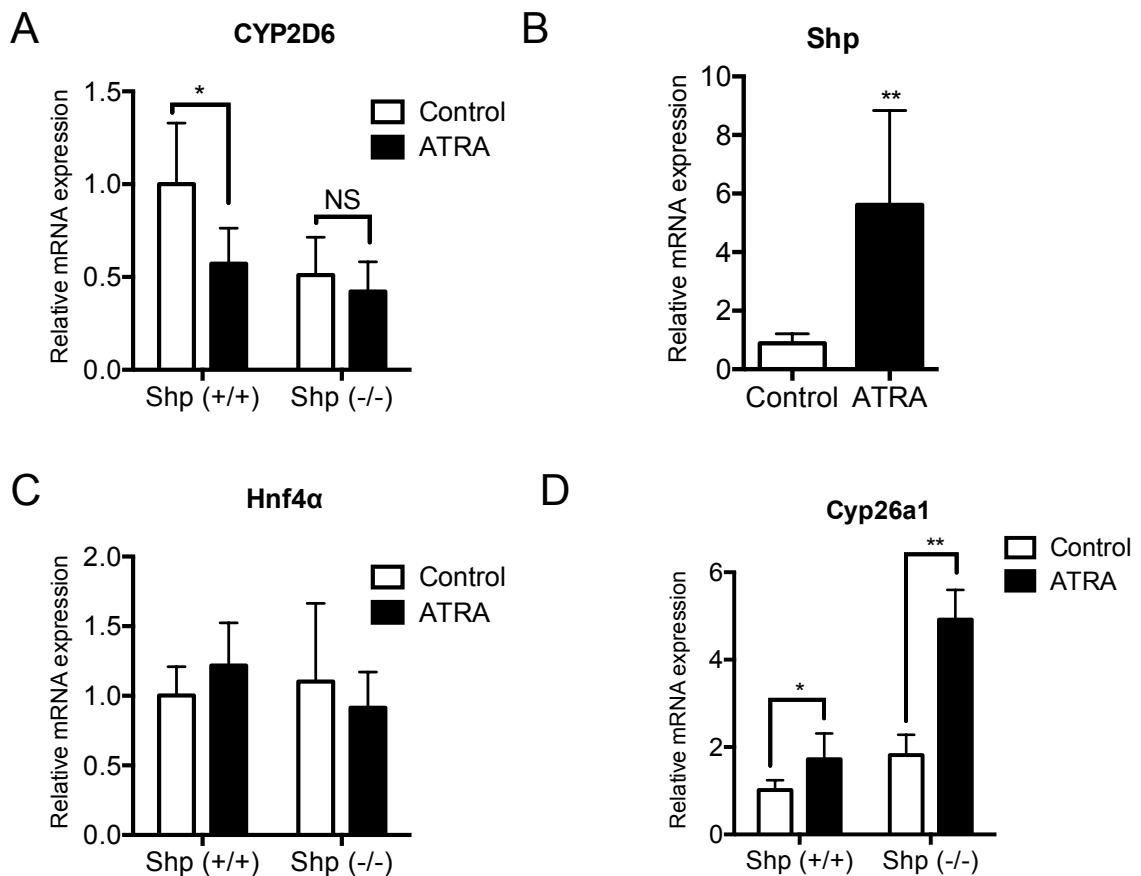 A
CYP2D6
Relative mRNA expression
1.5
1.0
0.5
0.0
*
NS
Control
ATRA
Shp (+/+)
Shp (-/-)
B
Shp
Relative mRNA expression
10
8
6
4
2
0
**
Control
ATRA
C
Hnf4α
Relative mRNA expression
2.0
1.5
1.0
0.5
0.0
Control
ATRA
Shp (+/+)
Shp (-/-)
D
Cyp26a1
Relative mRNA expression
6
4
2
0
*
**
Control
ATRA
Shp (+/+)
Shp (-/-)